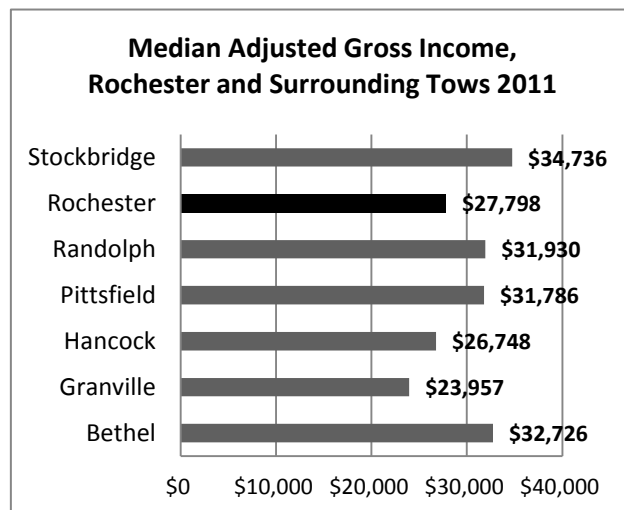 Median Adjusted Gross Income,
Rochester and Surrounding Tows 2011
Stockbridge $34,736
Rochester $27,798
Randolph $31,930
Pittsfield $31,786
Hancock $26,748
Granville $23,957
Bethel $32,726
$0 $10,000 $20,000 $30,000 $40,000